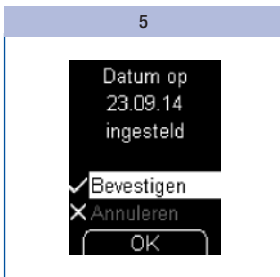 5
Datum op
23.09.14
ingesteld
Bevestigen
Annuleren
OK